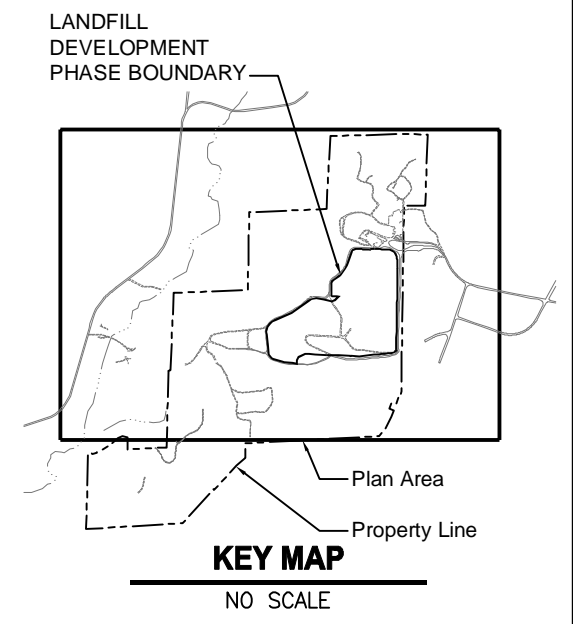 LANDFILL
DEVELOPMENT
PHASE BOUNDARY
Plan Area
Property Line
KEY MAP
NO SCALE